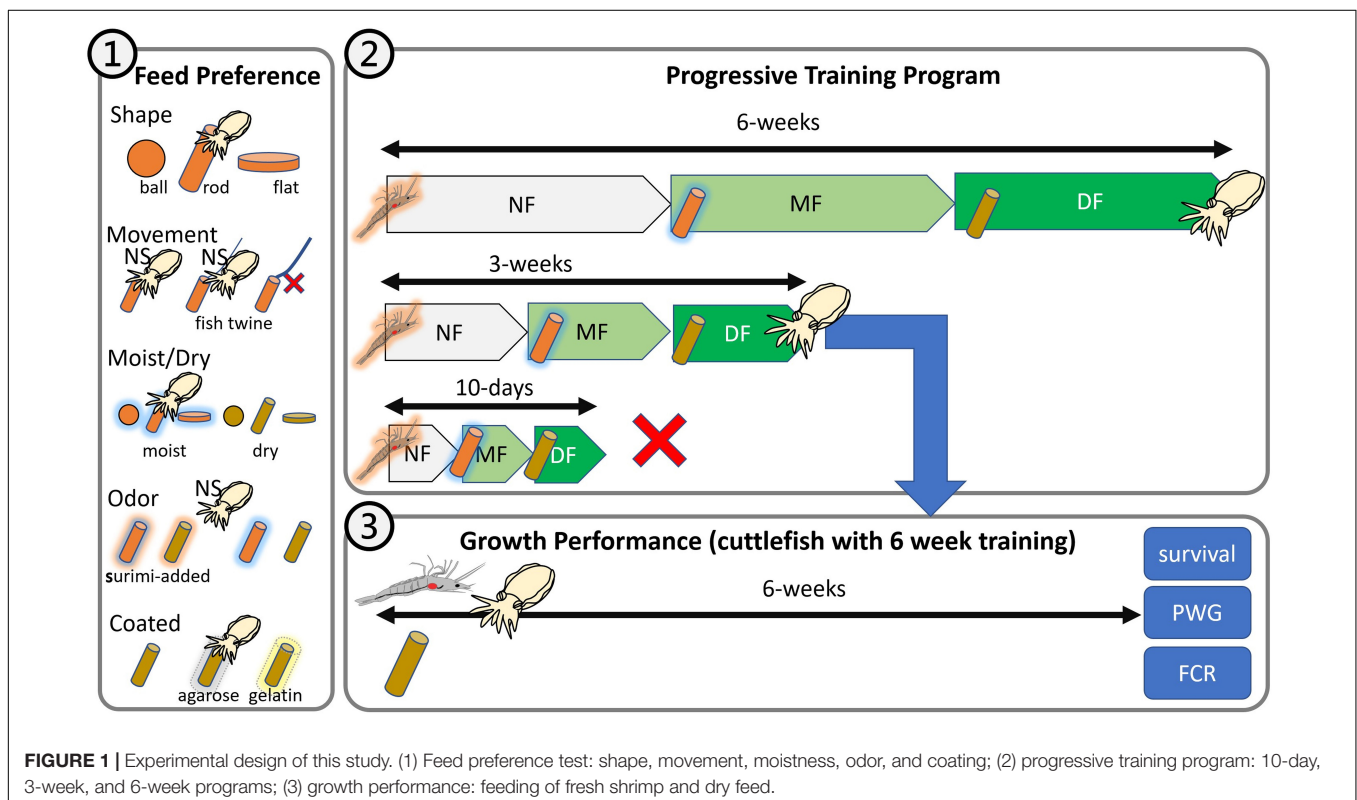 1
Feed Preference
Shape
ball
rod
flat
Movement
NS
NS
fish twine
Moist/Dry
moist
dry
Odor
NS
surimi-added
Coated
agarose
gelatin
2
Progressive Training Program
6-weeks
NF
MF
DF
3-weeks
NF
MF
DF
10-days
NF
MF
DF
3
Growth Performance (cuttlefish with 6 week training)
6-weeks
survival
PWG
FCR
FIGURE 1 | Experimental design of this study. (1) Feed preference test: shape, movement, moistness, odor, and coating; (2) progressive training program: 10-day,
3-week, and 6-week programs; (3) growth performance: feeding of fresh shrimp and dry feed.